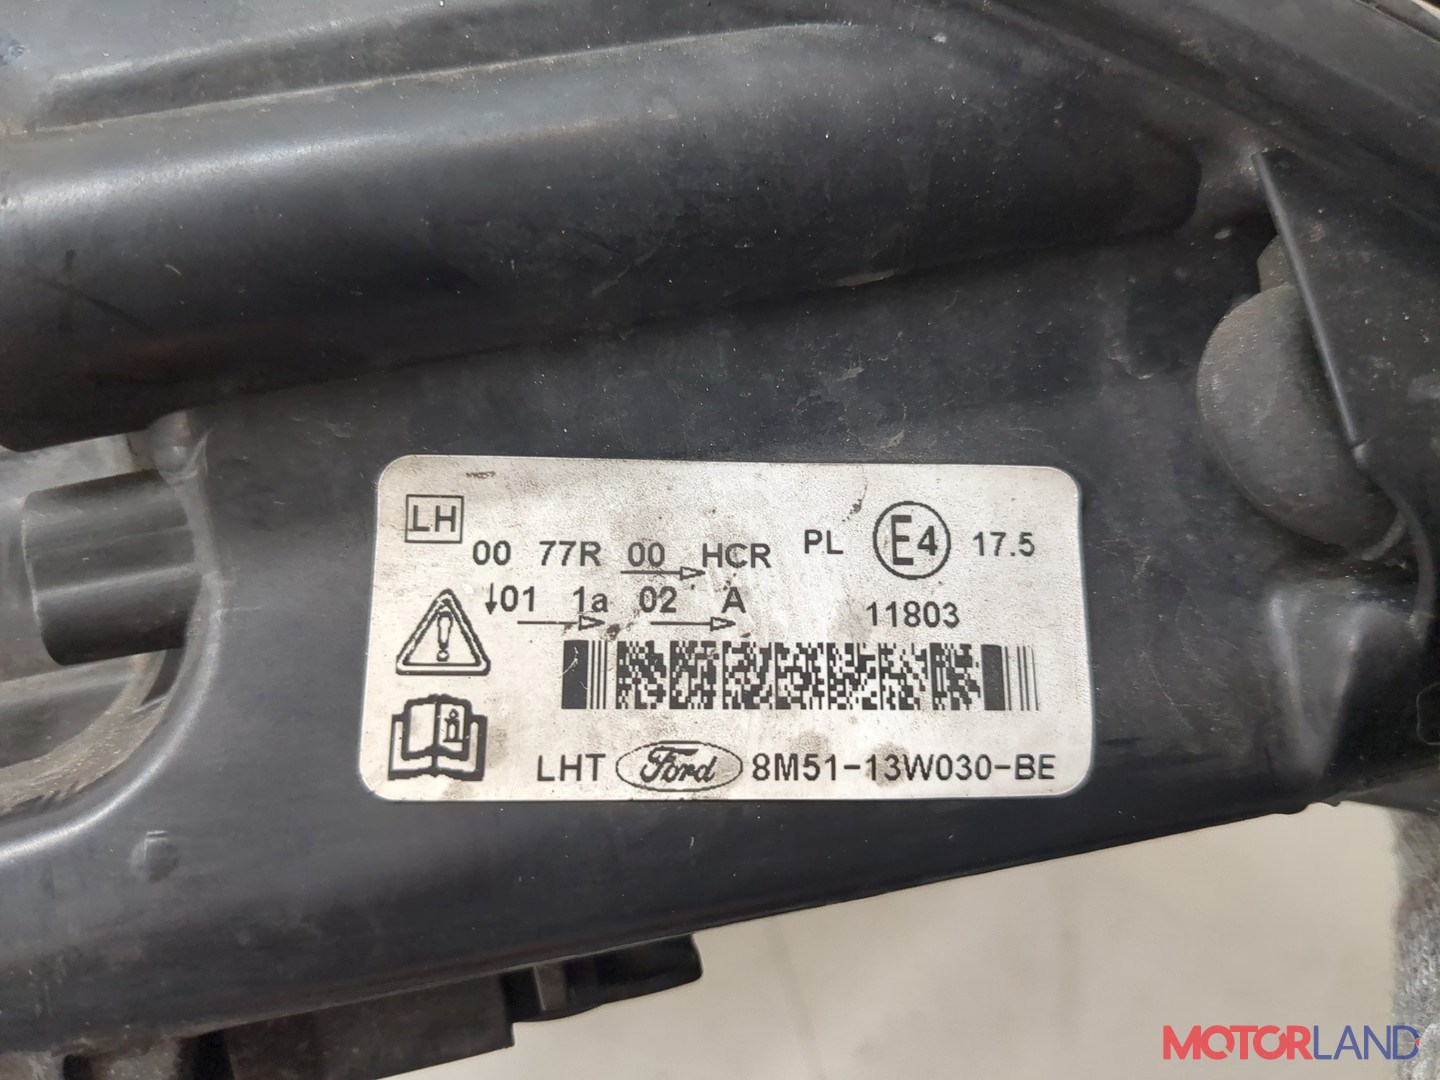 LH
00 77R 00 HCR PL E4 17.5
↓01 1a 02 A 11803
LHT Ford 8M51-13W030-BE
MOTORLAND